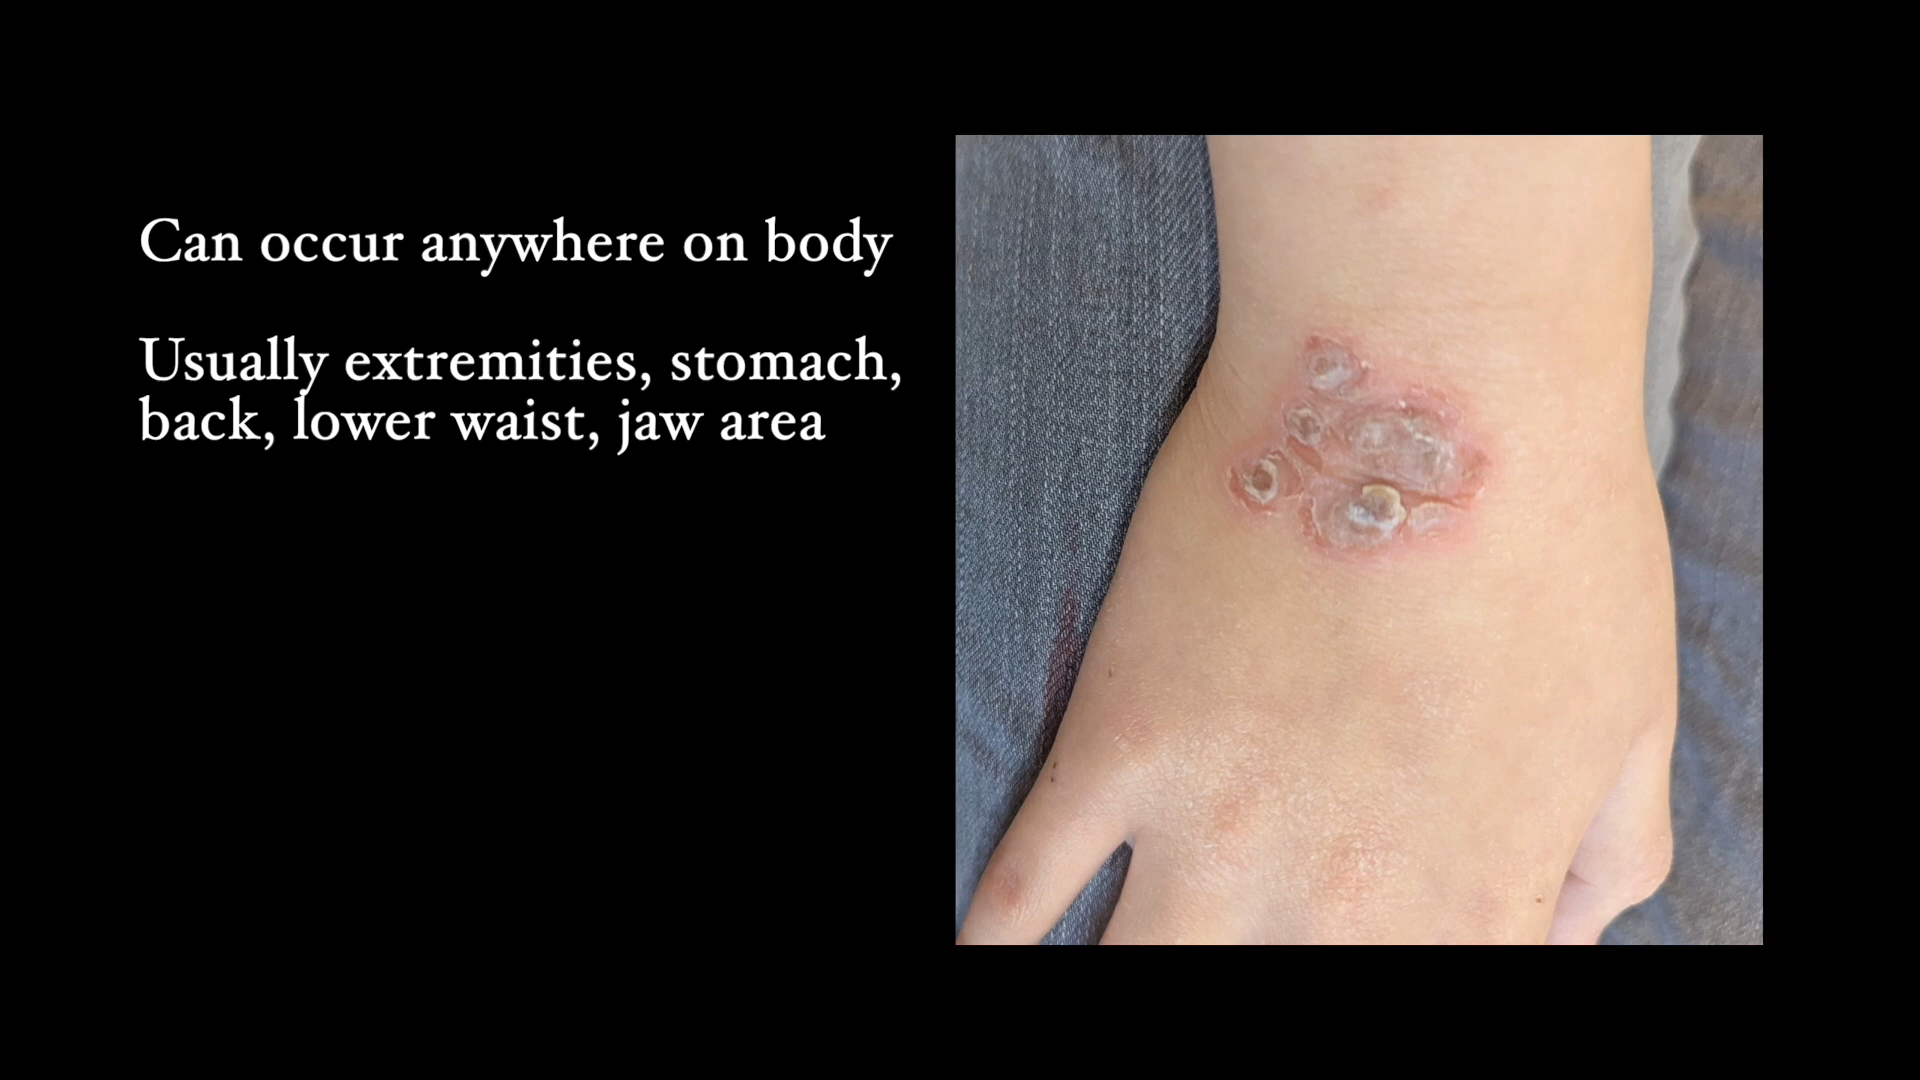 Can occur anywhere on body
Usually extremities, stomach,
back, lower waist, jaw area